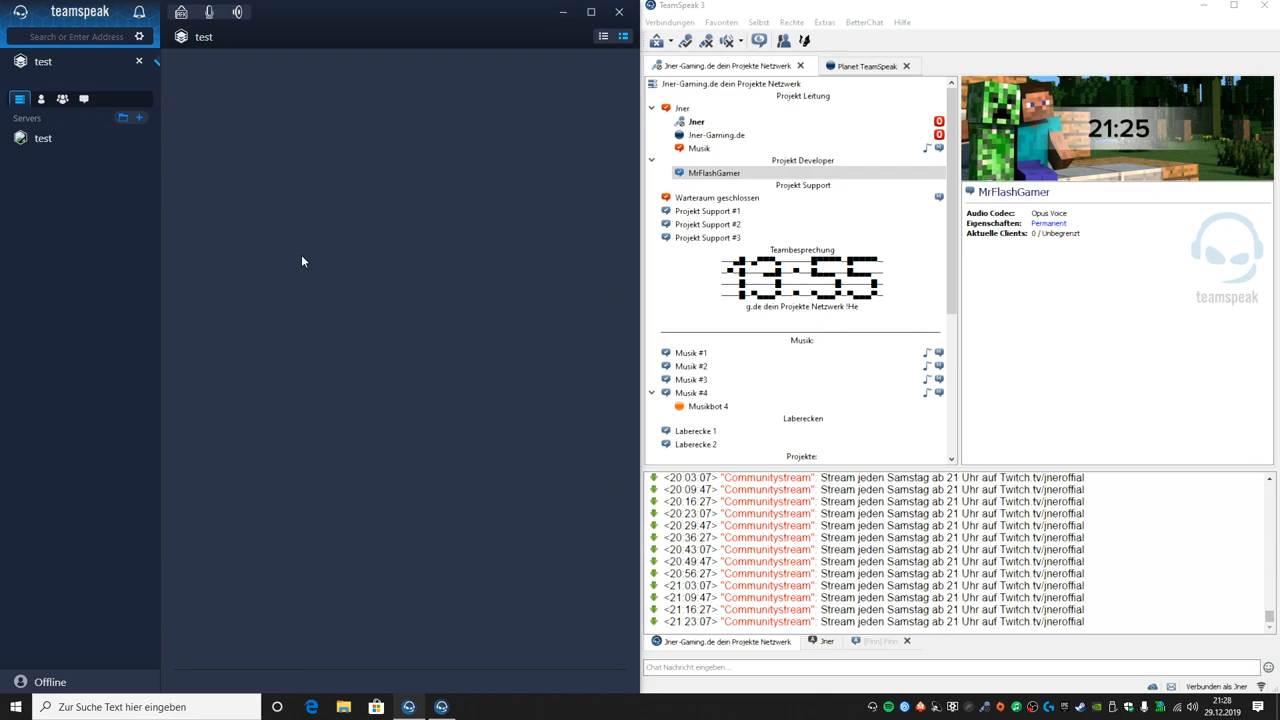 TEAMSPEAK
Search or Enter Address
test
Servers
test
Offline
test
TeamSpeak 3
Verbindungen Favoriten Selbst Rechte Extras BetterChat Hilfe
Jner-Gaming.de dein Projekte Netzwerk
Planet TeamSpeak
Jner-Gaming.de dein Projekte Netzwerk
Projekt Leitung
Jner
Jner
Jner-Gaming.de
Musik
Projekt Developer
MrFlashGamer
Projekt Support
Warteraum geschlossen
Projekt Support #1
Projekt Support #2
Projekt Support #3
Teambesprechung
g.de dein Projekte Netzwerk !He
Musik:
Musik #1
Musik #2
Musik #3
Musik #4
Musikbot 4
Laberecken
Laberecke 1
Laberecke 2
Projekte:
21:25
MrFlashGamer
Audio Codec: Opus Voice
Eigenschaften: Permanent
Aktuelle Clients: 0 / Unbegrenzt
teamspeak
<20:03:07> "Communitystream": Stream jeden Samstag ab 21 Uhr auf Twitch.tv/jneroffial
<20:09:47> "Communitystream": Stream jeden Samstag ab 21 Uhr auf Twitch.tv/jneroffial
<20:16:27> "Communitystream": Stream jeden Samstag ab 21 Uhr auf Twitch.tv/jneroffial
<20:23:07> "Communitystream": Stream jeden Samstag ab 21 Uhr auf Twitch.tv/jneroffial
<20:29:47> "Communitystream": Stream jeden Samstag ab 21 Uhr auf Twitch.tv/jneroffial
<20:36:27> "Communitystream": Stream jeden Samstag ab 21 Uhr auf Twitch.tv/jneroffial
<20:43:07> "Communitystream": Stream jeden Samstag ab 21 Uhr auf Twitch.tv/jneroffial
<20:49:47> "Communitystream": Stream jeden Samstag ab 21 Uhr auf Twitch.tv/jneroffial
<20:56:27> "Communitystream": Stream jeden Samstag ab 21 Uhr auf Twitch.tv/jneroffial
<21:03:07> "Communitystream": Stream jeden Samstag ab 21 Uhr auf Twitch.tv/jneroffial
<21:09:47> "Communitystream": Stream jeden Samstag ab 21 Uhr auf Twitch.tv/jneroffial
<21:16:27> "Communitystream": Stream jeden Samstag ab 21 Uhr auf Twitch.tv/jneroffial
<21:23:07> "Communitystream": Stream jeden Samstag ab 21 Uhr auf Twitch.tv/jneroffial
Jner-Gaming.de dein Projekte Netzwerk
Jner
[Finn] Finn
Chat Nachricht eingeben...
Verbunden als Jner
Zur Suche Text hier eingeben
21:28
29.12.2019